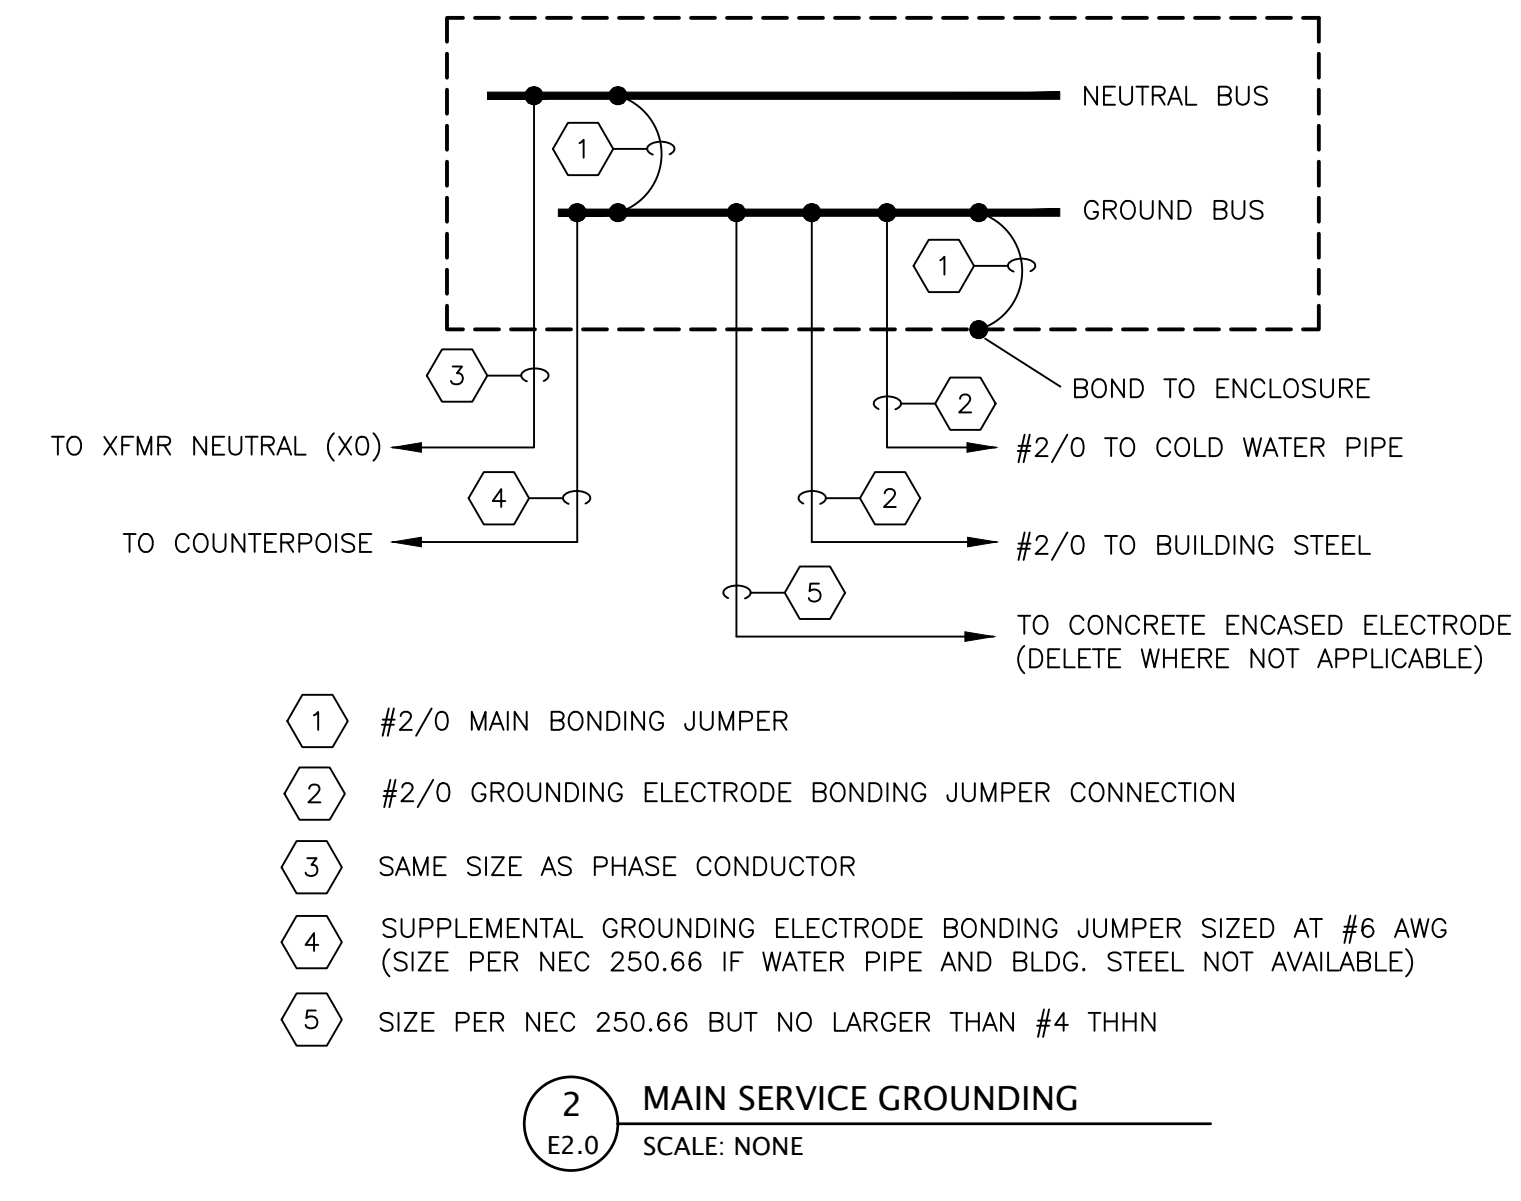 NEUTRAL BUS
1
GROUND BUS
1
3
BOND TO ENCLOSURE
2
TO XFMR NEUTRAL (X0)
#2/0 TO COLD WATER PIPE
4
2
TO COUNTERPOISE
#2/0 TO BUILDING STEEL
5
TO CONCRETE ENCASED ELECTRODE
(DELETE WHERE NOT APPLICABLE)
1 #2/0 MAIN BONDING JUMPER
2 #2/0 GROUNDING ELECTRODE BONDING JUMPER CONNECTION
3 SAME SIZE AS PHASE CONDUCTOR
4 SUPPLEMENTAL GROUNDING ELECTRODE BONDING JUMPER SIZED AT #6 AWG
(SIZE PER NEC 250.66 IF WATER PIPE AND BLDG. STEEL NOT AVAILABLE)
5 SIZE PER NEC 250.66 BUT NO LARGER THAN #4 THHN
2 MAIN SERVICE GROUNDING
E2.0 SCALE: NONE